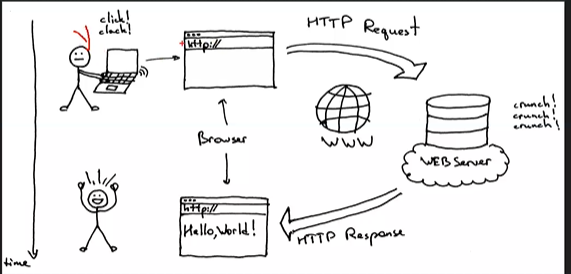 click!
clack!
http://
HTTP Request
WWW
crunch!
crunch!
crunch!
WEB Server
Browser
http://
Hello, World!
HTTP Response
time